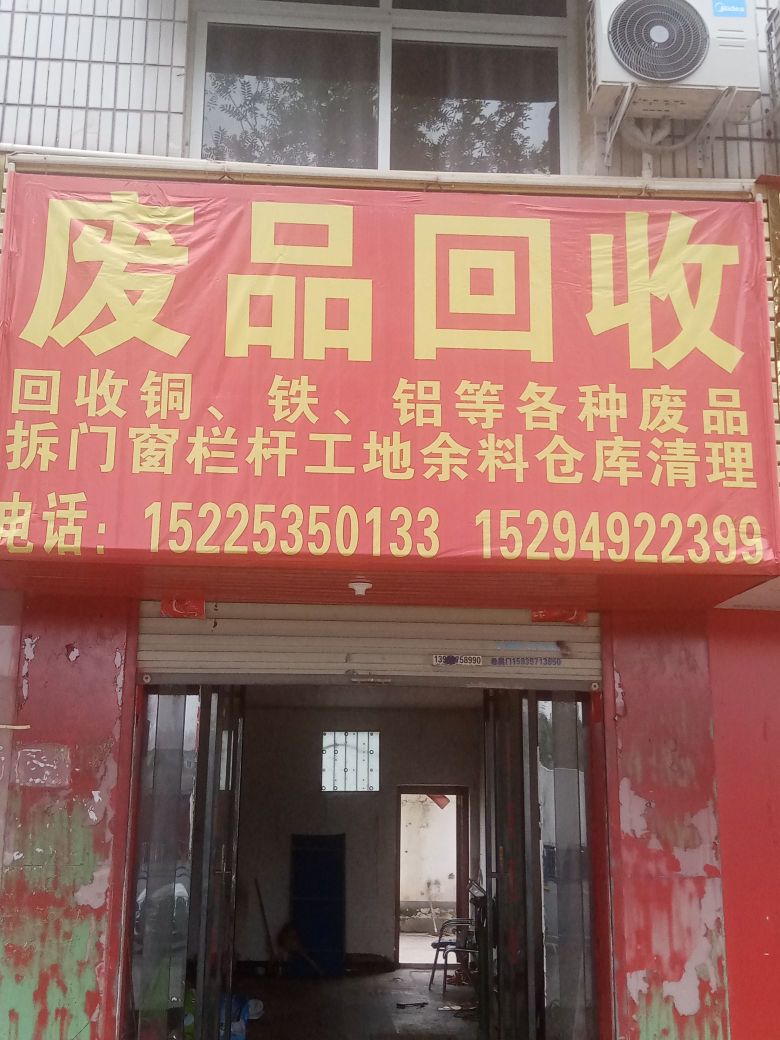 Midea
废品回收
回收铜、铁、铝等各种废品
拆门窗栏杆工地余料仓库清理
电话：15225350133 15294922399